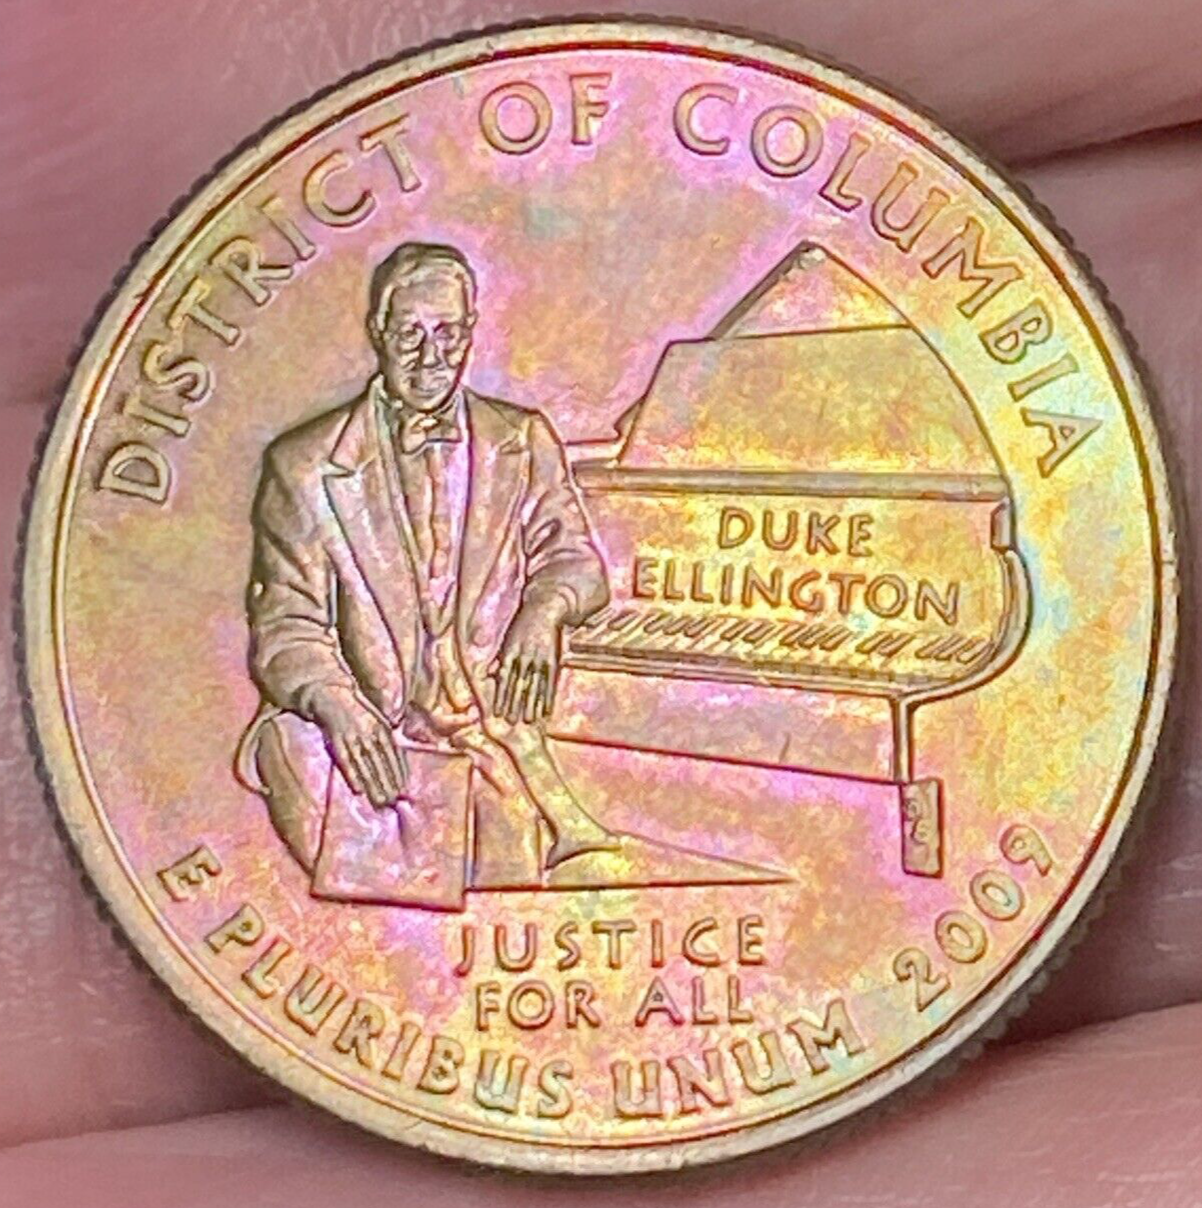 DISTRICT OF COLUMBIA
DUKE
ELLINGTON
JUSTICE
FOR ALL
E PLURIBUS UNUM 2009